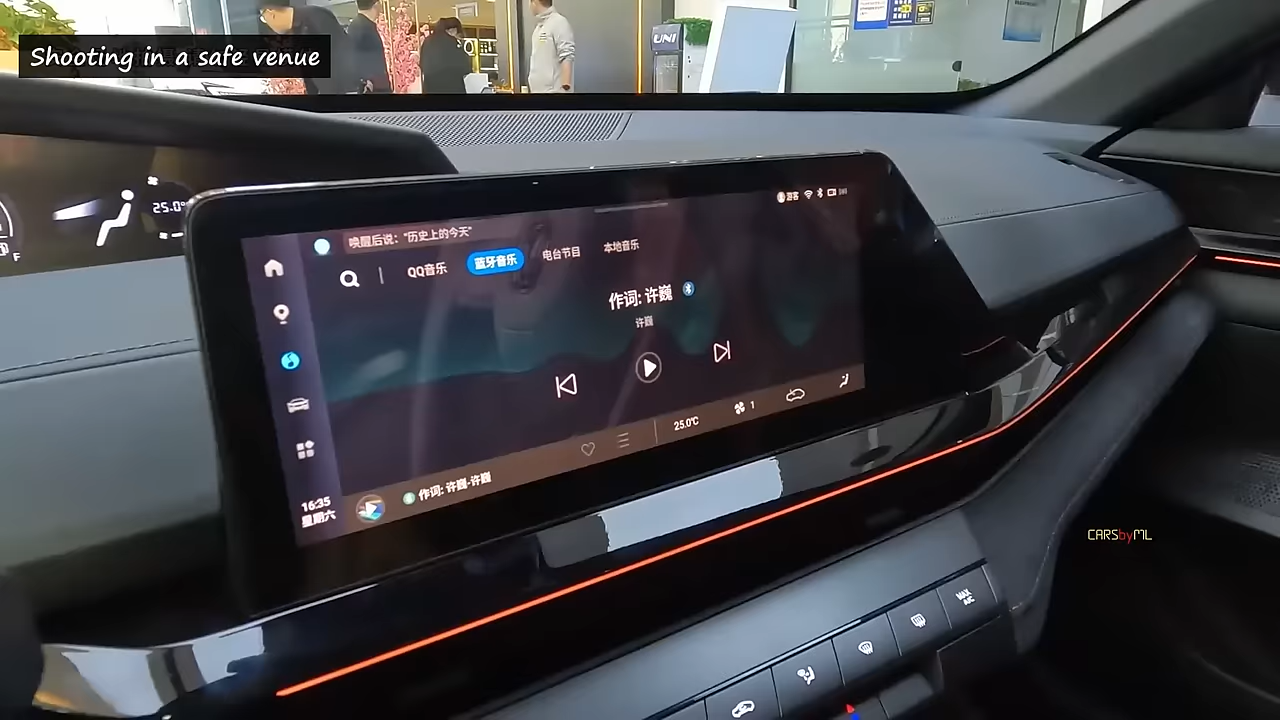 Shooting in a safe venue
UNI
25.0°
F
游客
唤醒后说："历史上的今天"
QQ音乐
蓝牙音乐
电台节目
本地音乐
作词: 许巍
许巍
25.0℃
1
16:35
星期六
作词: 许巍-许巍
MAX
A/C
CARSbyML